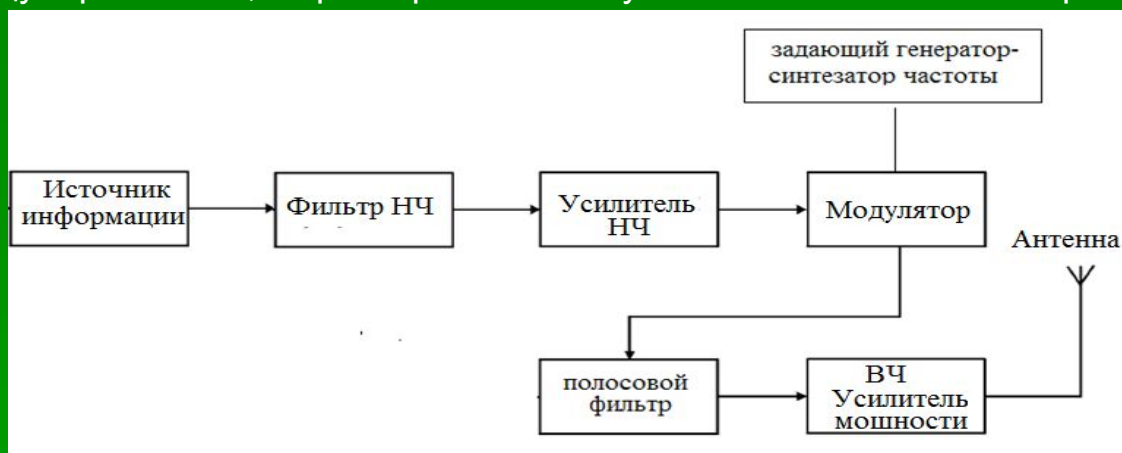 задающий генератор-
синтезатор частоты
Источник
информации
Фильтр НЧ
Усилитель
НЧ
Модулятор
Антенна
полосовой
фильтр
ВЧ
Усилитель
мошности